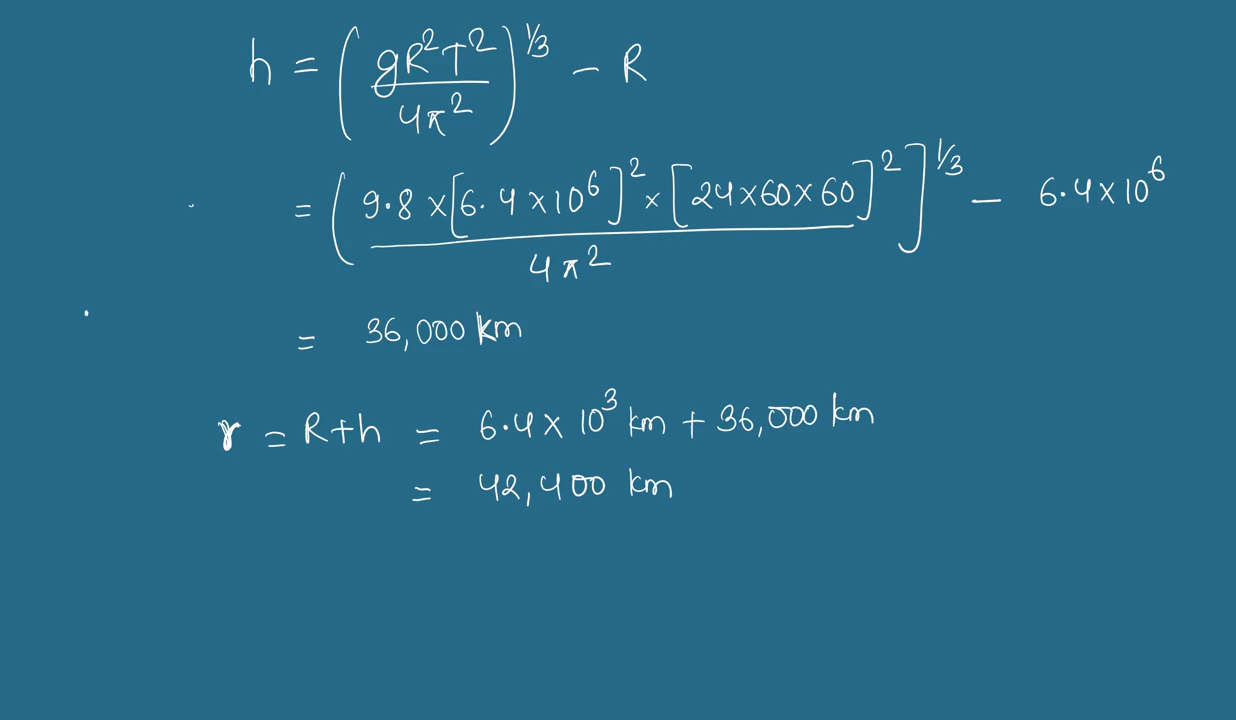 h = (gR²T²/4π²)^1/3 - R
= (9.8 × [6.4 × 10⁶]² × [24 × 60 × 60]²/4π²]^1/3 - 6.4 × 10⁶
= 36,000 km
r = R+h = 6.4 × 10³ km + 36,000 km
= 42,400 km